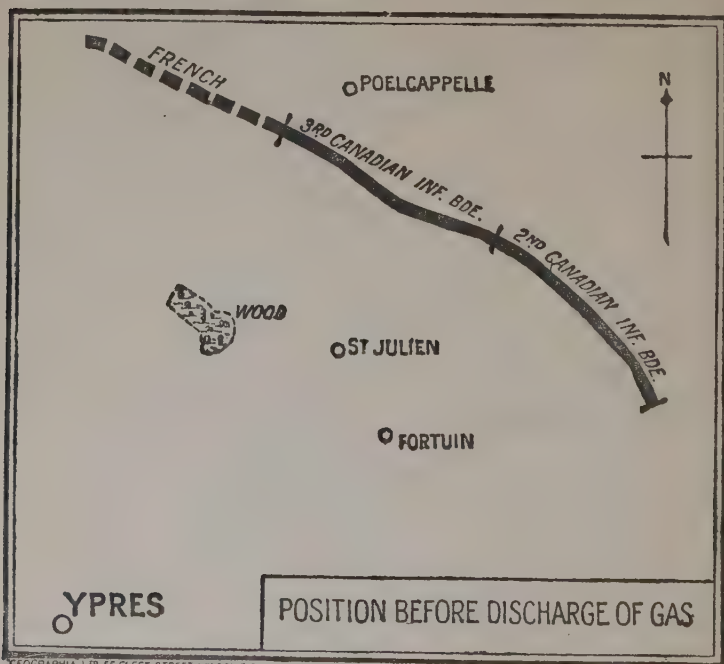 FRENCH
POELCAPPELLE
N
3RD CANADIAN INF. BDE.
2ND CANADIAN INF. BDE.
WOOD
ST JULIEN
FORTUIN
YPRES
POSITION BEFORE DISCHARGE OF GAS